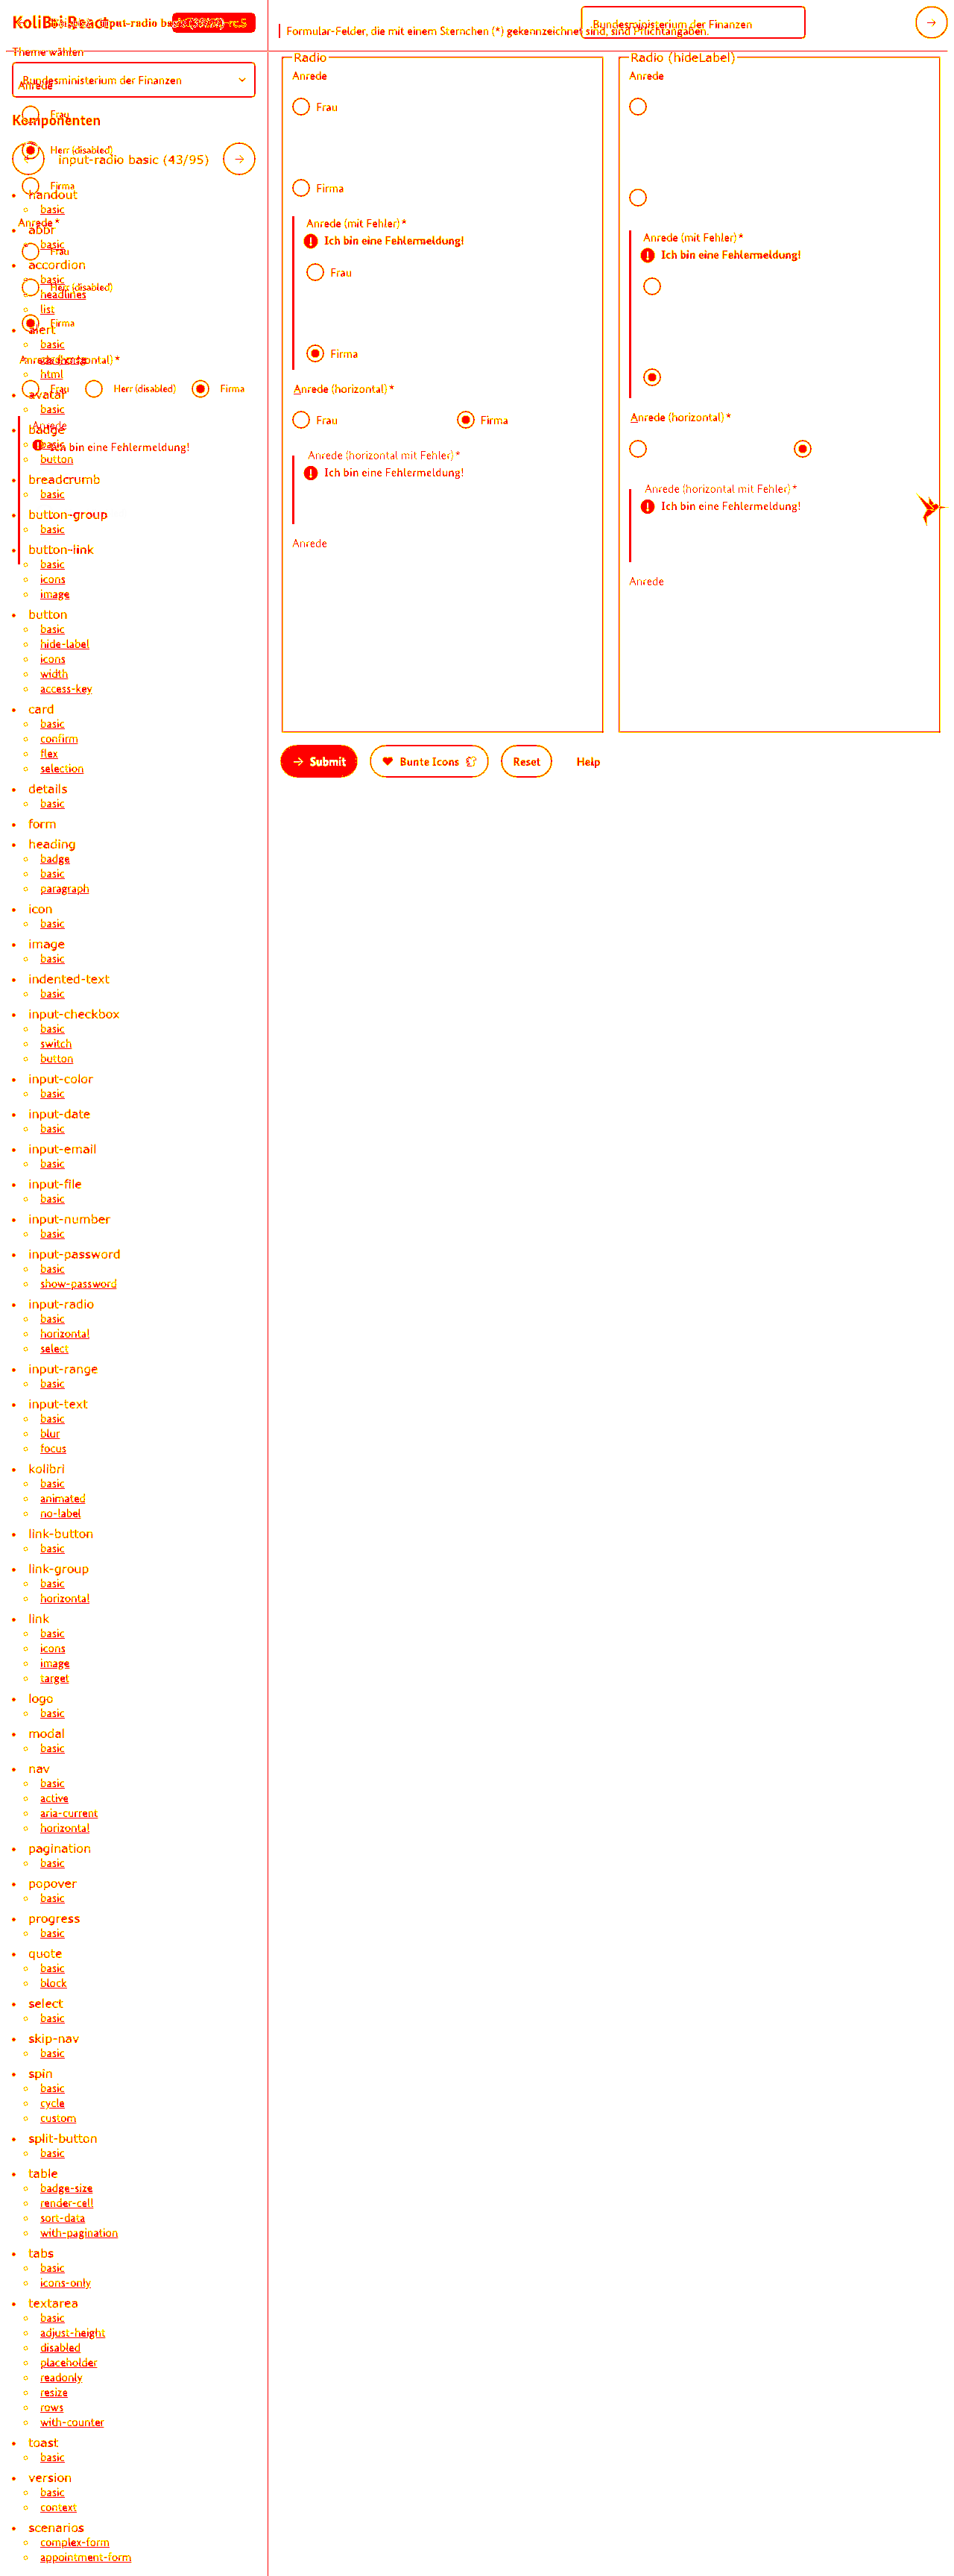 KoliBri React
Formular-Felder, die mit einem Sternchen (*) gekennzeichnet sind, sind Pflichtangaben.
Bundesministerium der Finanzen
Theme wählen
Bundesministerium der Finanzen
Anrede
Frau
Komponenten
Herr (disabled)
input-radio basic (43/95)
Firma
handout
basic
Anrede *
abbr
basic
Frau
accordion
basic
Herr (disabled)
headlines
list
Firma
alert
basic
Anrede (horizontal) *
html
avatar
Frau
Herr (disabled)
Firma
basic
Anrede
badge
basic
Ich bin eine Fehlermeldung!
button
breadcrumb
basic
button-group
basic
button-link
basic
icons
image
button
basic
hide-label
icons
width
access-key
card
basic
confirm
flex
selection
details
basic
form
heading
badge
basic
paragraph
icon
basic
image
basic
indented-text
basic
input-checkbox
basic
switch
button
input-color
basic
input-date
basic
input-email
basic
input-file
basic
input-number
basic
input-password
basic
show-password
input-radio
basic
horizontal
select
input-range
basic
input-text
basic
blur
focus
kolibri
basic
animated
no-label
link-button
basic
link-group
basic
horizontal
link
basic
icons
image
target
logo
basic
modal
basic
nav
basic
active
aria-current
horizontal
pagination
basic
popover
basic
progress
basic
quote
basic
block
select
basic
skip-nav
basic
spin
basic
cycle
custom
split-button
basic
table
badge-size
render-cell
sort-data
with-pagination
tabs
basic
icons-only
textarea
basic
adjust-height
disabled
placeholder
readonly
resize
rows
with-counter
toast
basic
version
basic
context
scenarios
complex-form
appointment-form
Radio
Anrede
Frau
Firma
Anrede (mit Fehler) *
Ich bin eine Fehlermeldung!
Frau
Firma
Anrede (horizontal) *
Frau
Firma
Anrede (horizontal mit Fehler) *
Ich bin eine Fehlermeldung!
Anrede
Radio (hideLabel)
Anrede
Anrede (mit Fehler) *
Ich bin eine Fehlermeldung!
Anrede (horizontal) *
Anrede (horizontal mit Fehler) *
Ich bin eine Fehlermeldung!
Anrede
Submit
Bunte Icons
Reset
Help